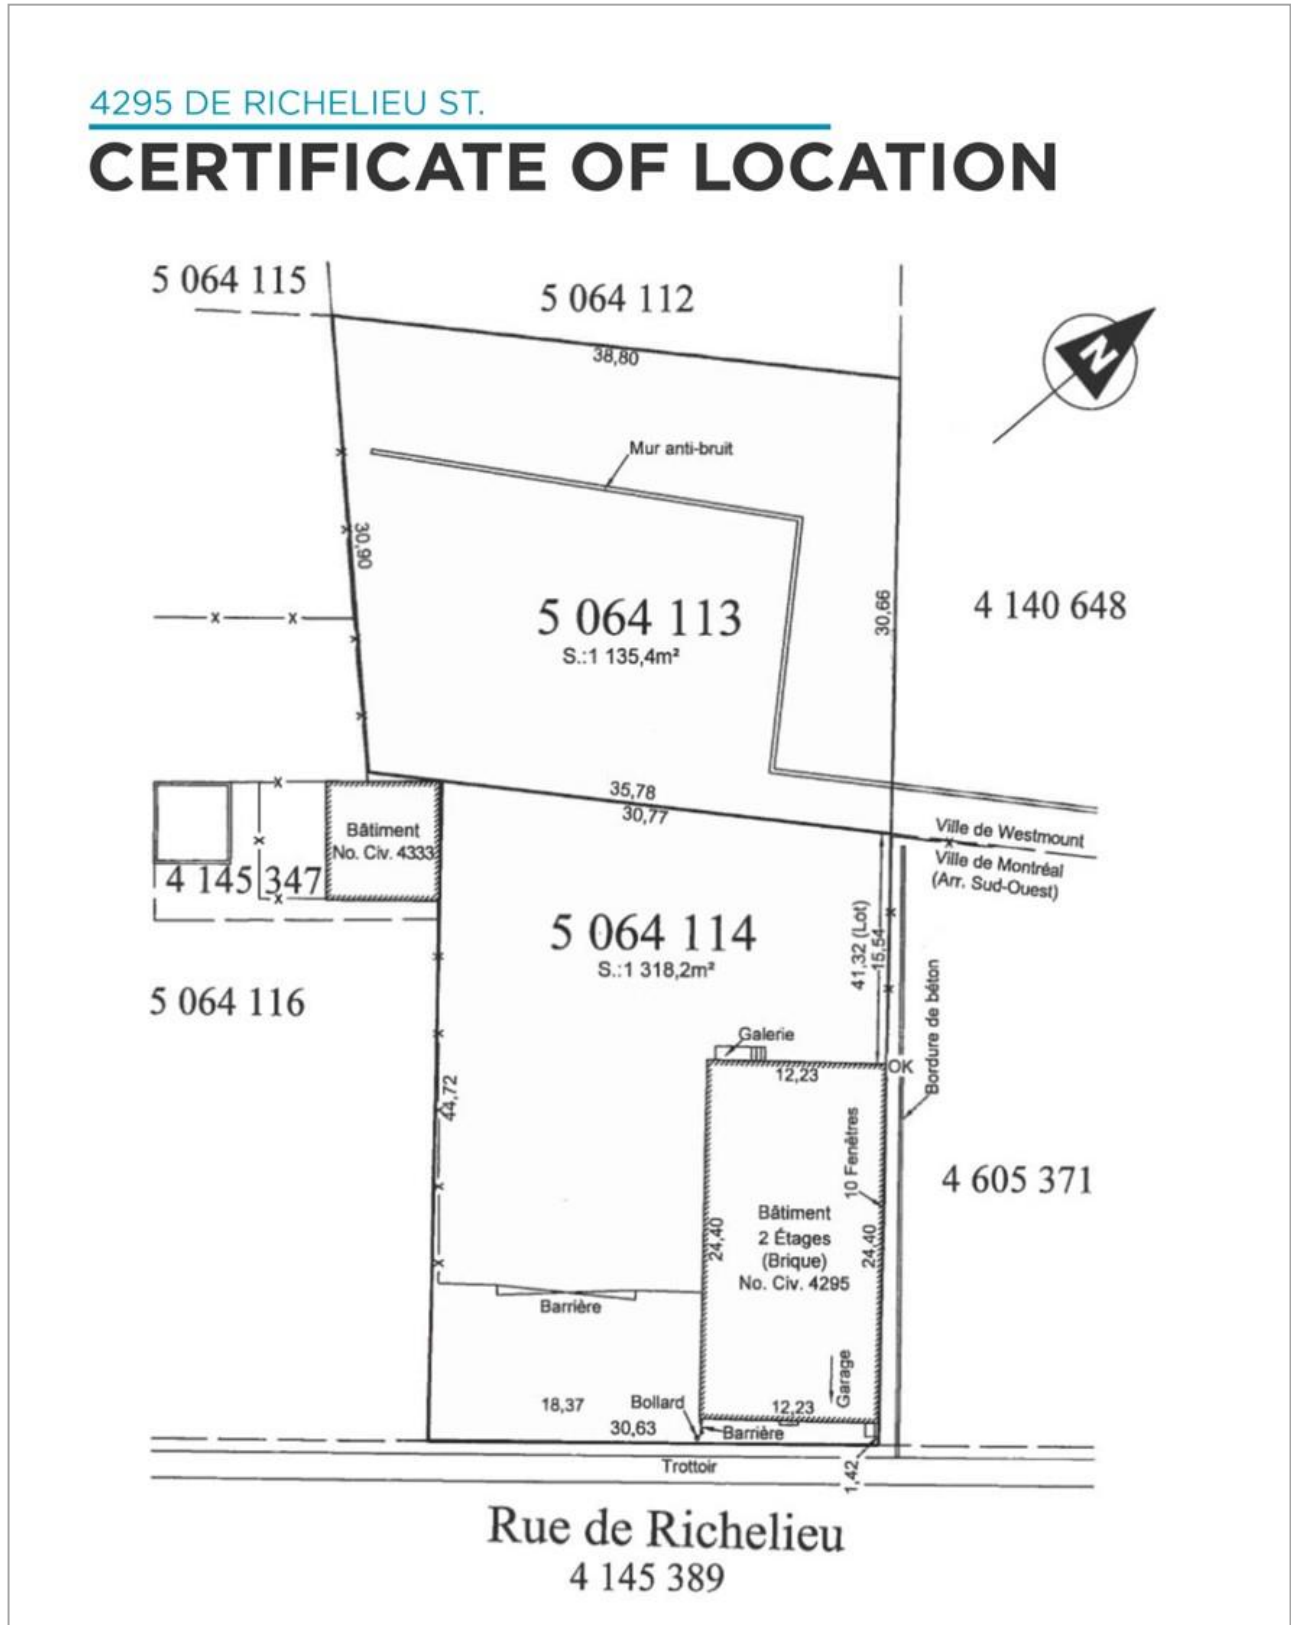 4295 DE RICHELIEU ST.
CERTIFICATE OF LOCATION
5 064 115
5 064 112
38,80
N
Mur anti-bruit
30,90
5 064 113
S.:1 135,4m²
30,66
4 140 648
35,78
30,77
Ville de Westmount
Ville de Montréal
(Arr. Sud-Ouest)
Bâtiment
No. Civ. 4333
4 145 347
5 064 114
S.:1 318,2m²
41,32 (Lot)
15,54
5 064 116
Bordure de béton
Galerie
12,23
OK
44,72
10 Fenêtres
4 605 371
Bâtiment
2 Étages
(Brique)
No. Civ. 4295
24,40
24,40
Barrière
Garage
18,37
Bollard
12,23
30,63
Barrière
Trottoir
1,42
Rue de Richelieu
4 145 389